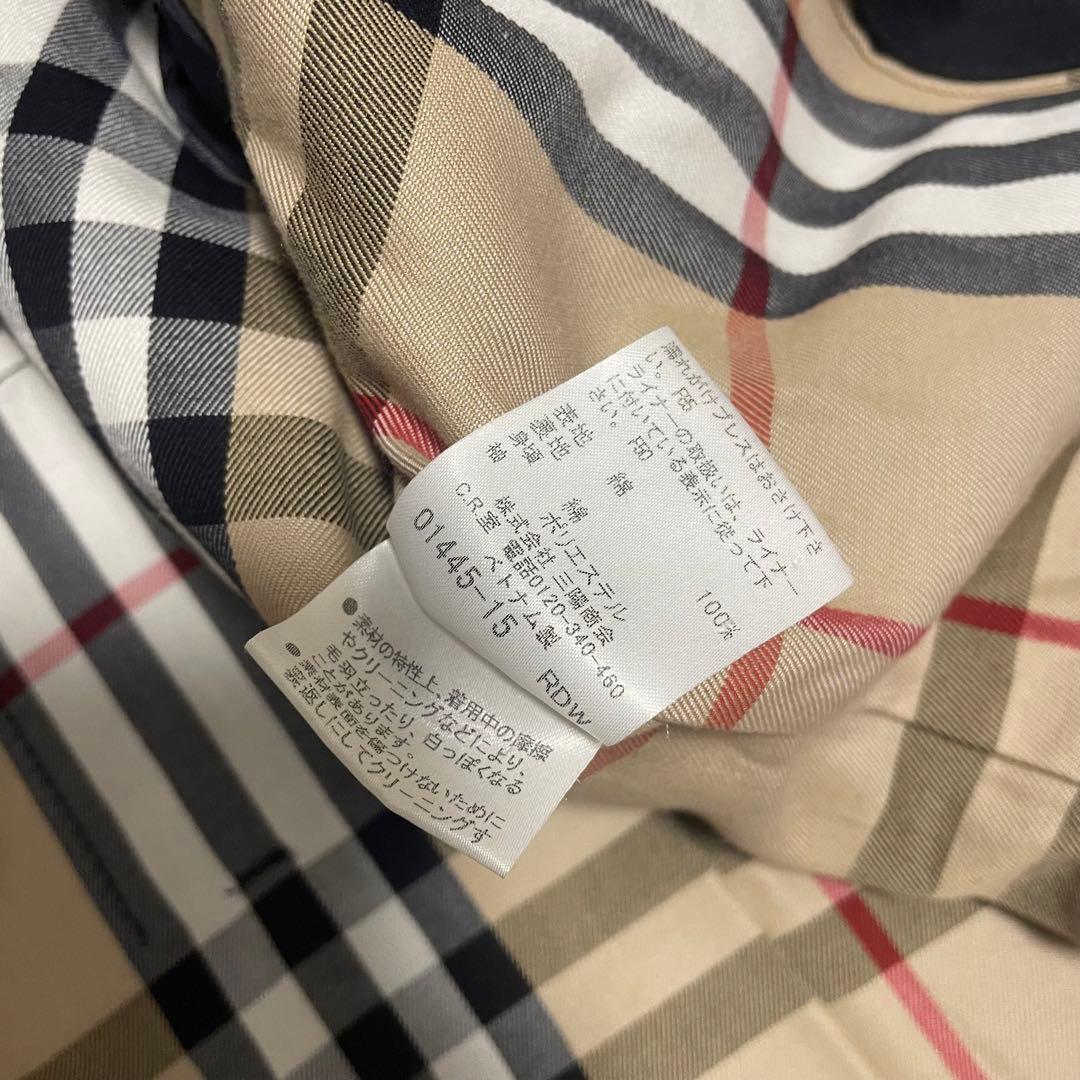 濡れがけプレスはおさけ下さ
い。 F95
ライナーの取扱いは、ライナー
に付いている表示に従って下
さい。 F50
表地 綿 100%
裏地
身頃 綿
袖 ポリエステル
株式会社 三陽商会
C.R.室 電話0120-340-460
ベトナム製
01445-15 RDW
● 素材の特性上、着用中の摩擦
やクリーニングなどにより、
毛羽立ったり、白っぽくなる
ことがあります。
● 素材表面を傷つけないために
裏返しにしてクリーニングす